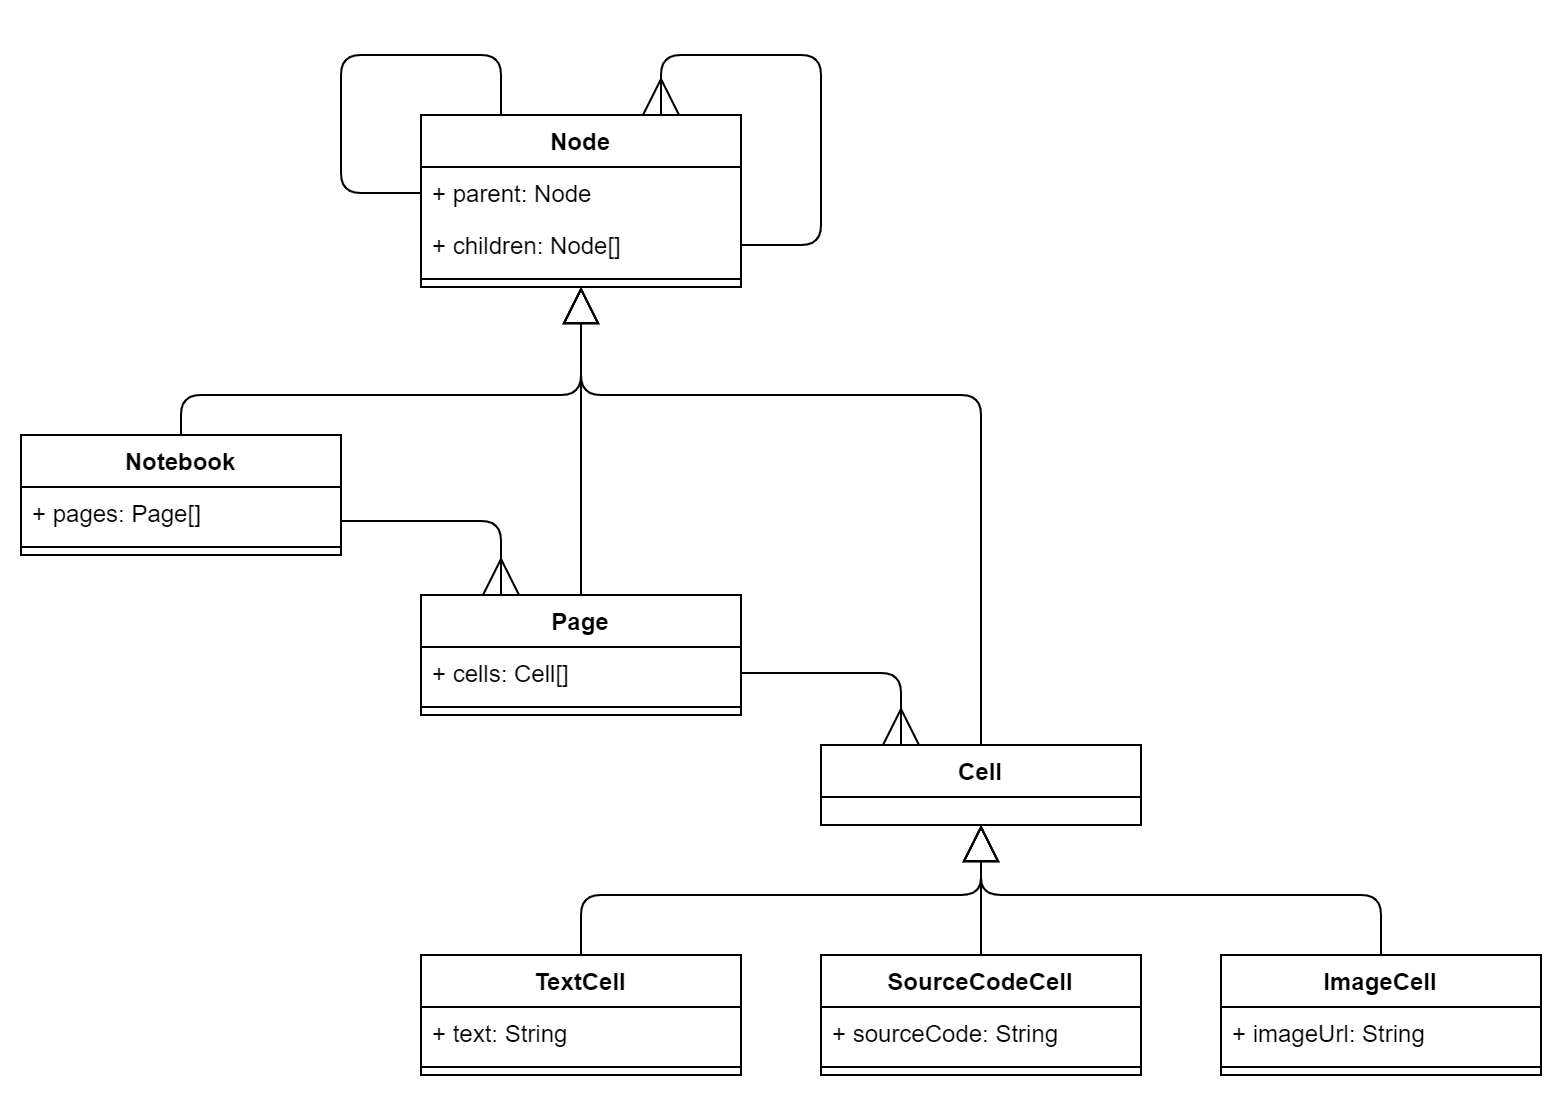 Node
+ parent: Node
+ children: Node[]
Notebook
+ pages: Page[]
Page
+ cells: Cell[]
Cell
TextCell
+ text: String
SourceCodeCell
+ sourceCode: String
ImageCell
+ imageUrl: String